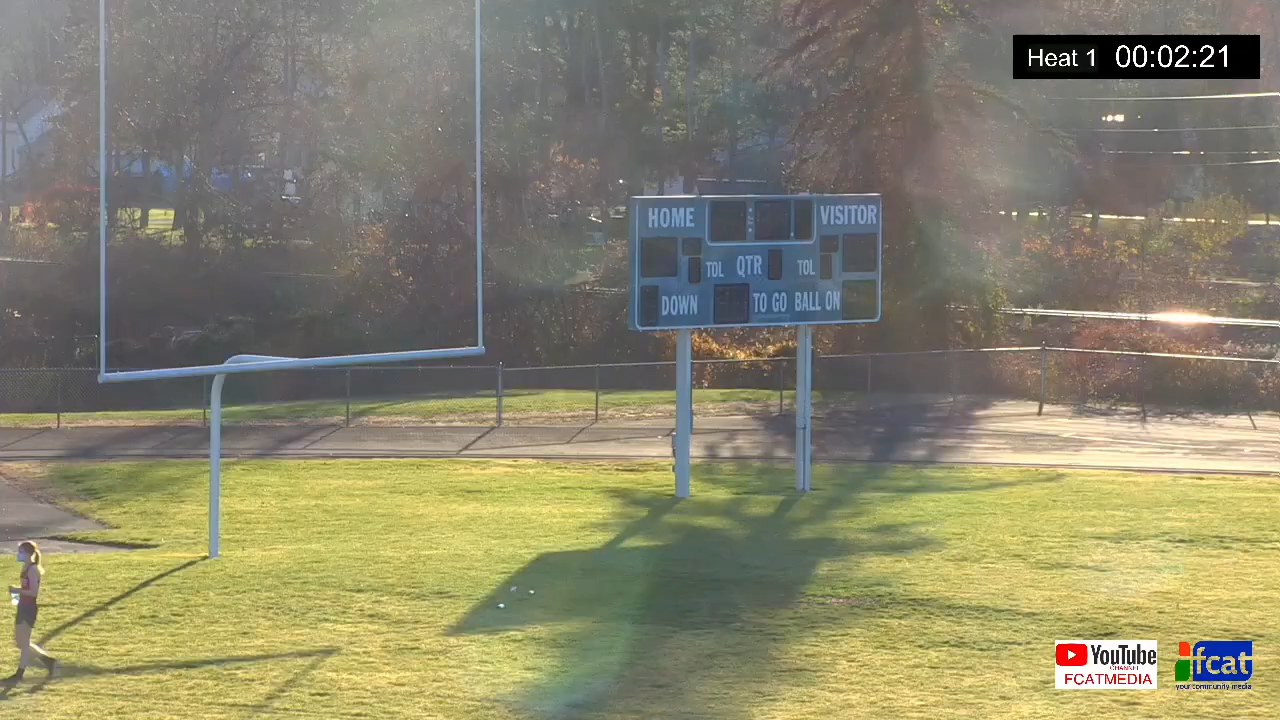 Heat 1 00:02:21
HOME VISITOR
TOL QTR TOL
DOWN TO GO BALL ON
YouTube
CHANNEL
FCATMEDIA
fcat
your community media